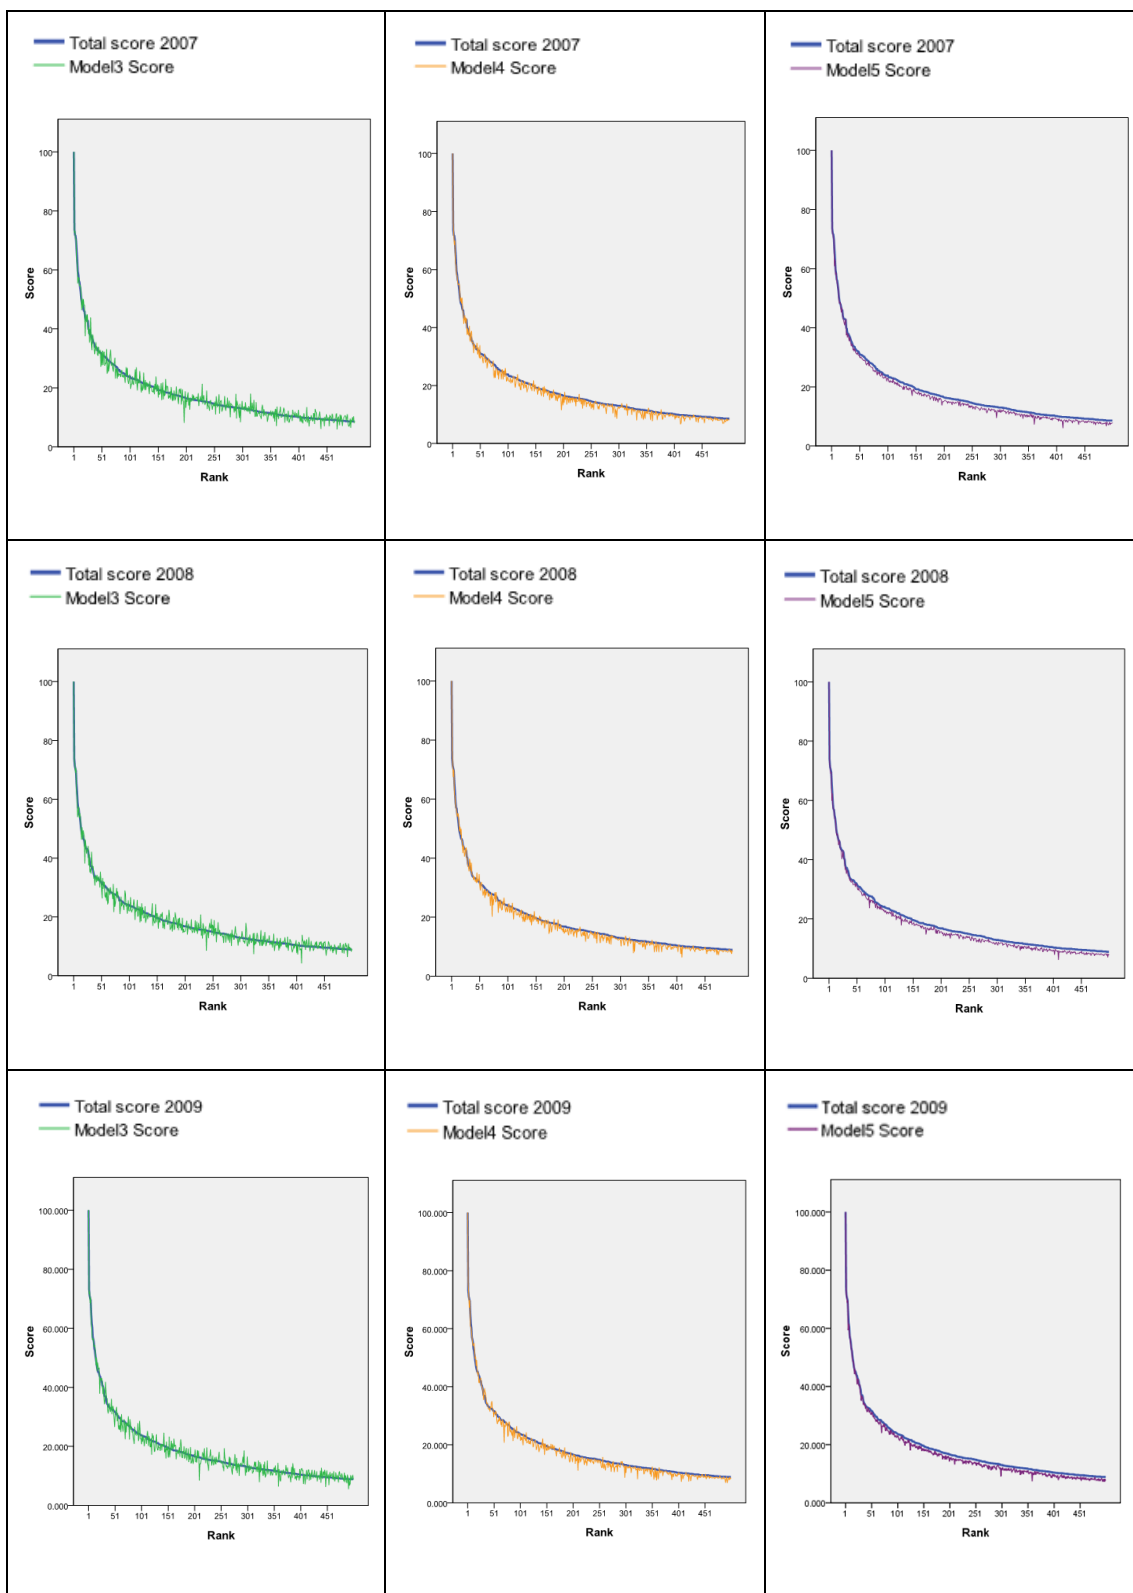 Total score 2007
Model3 Score
100
80
60
40
20
0
Score
1 51 101 151 201 251 301 351 401 451
Rank
Total score 2007
Model4 Score
100
80
60
40
20
0
Score
1 51 101 151 201 251 301 351 401 451
Rank
Total score 2007
Model5 Score
100
80
60
40
20
0
Score
1 51 101 151 201 251 301 351 401 451
Rank
Total score 2008
Model3 Score
100
80
60
40
20
0
Score
1 51 101 151 201 251 301 351 401 451
Rank
Total score 2008
Model4 Score
100
80
60
40
20
0
Score
1 51 101 151 201 251 301 351 401 451
Rank
Total score 2008
Model5 Score
100
80
60
40
20
0
Score
1 51 101 151 201 251 301 351 401 451
Rank
Total score 2009
Model3 Score
100.000
80.000
60.000
40.000
20.000
0.000
Score
1 51 101 151 201 251 301 351 401 451
Rank
Total score 2009
Model4 Score
100.000
80.000
60.000
40.000
20.000
0.000
Score
1 51 101 151 201 251 301 351 401 451
Rank
Total score 2009
Model5 Score
100.000
80.000
60.000
40.000
20.000
0.000
Score
1 51 101 151 201 251 301 351 401 451
Rank